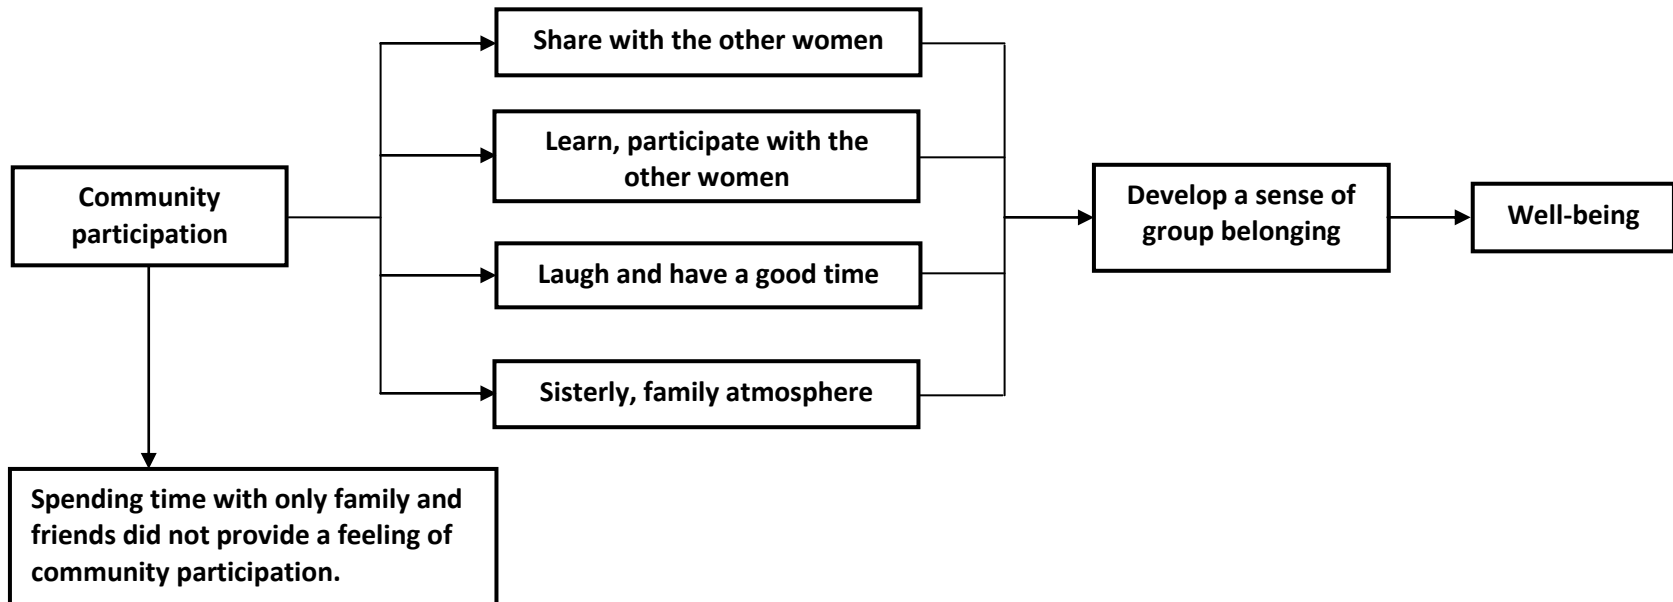 Share with the other women
Learn, participate with the
other women
Community
participation
Laugh and have a good time
Sisterly, family atmosphere
Develop a sense of
group belonging
Well-being
Spending time with only family and
friends did not provide a feeling of
community participation.